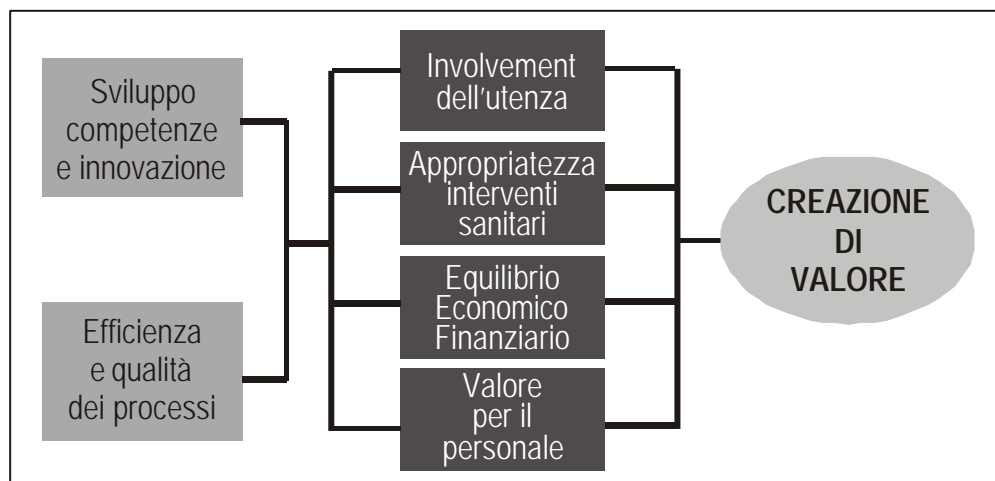 Sviluppo
competenze
e innovazione
Efficienza
e qualità
dei processi
Involvement
dell'utenza
Appropriatezza
interventi
sanitari
Equilibrio
Economico
Finanziario
Valore
per il
personale
CREAZIONE
DI
VALORE